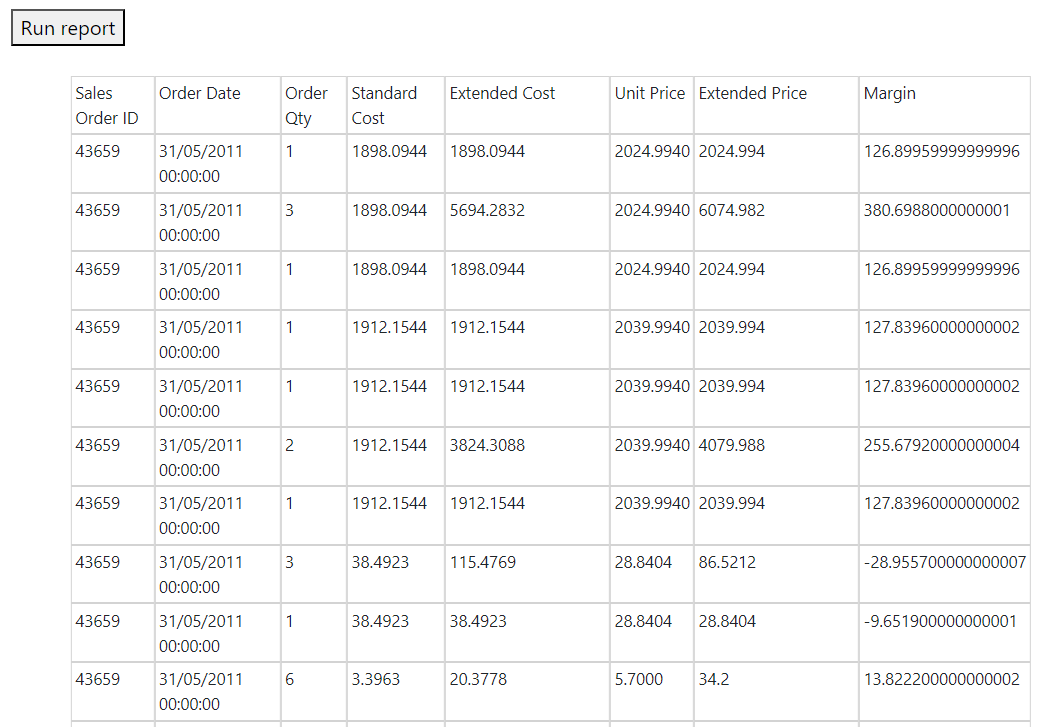 Run report
Sales Order Date Order Standard Extended Cost Unit Price Extended Price Margin
Order ID Qty Cost
43659 31/05/2011 1 1898.0944 1898.0944 2024.9940 2024.994 126.89959999999996
00:00:00
43659 31/05/2011 3 1898.0944 5694.2832 2024.9940 6074.982 380.6988000000001
00:00:00
43659 31/05/2011 1 1898.0944 1898.0944 2024.9940 2024.994 126.89959999999996
00:00:00
43659 31/05/2011 1 1912.1544 1912.1544 2039.9940 2039.994 127.83960000000002
00:00:00
43659 31/05/2011 1 1912.1544 1912.1544 2039.9940 2039.994 127.83960000000002
00:00:00
43659 31/05/2011 2 1912.1544 3824.3088 2039.9940 4079.988 255.67920000000004
00:00:00
43659 31/05/2011 1 1912.1544 1912.1544 2039.9940 2039.994 127.83960000000002
00:00:00
43659 31/05/2011 3 38.4923 115.4769 28.8404 86.5212 -28.955700000000007
00:00:00
43659 31/05/2011 1 38.4923 38.4923 28.8404 28.8404 -9.651900000000001
00:00:00
43659 31/05/2011 6 3.3963 20.3778 5.7000 34.2 13.822200000000002
00:00:00